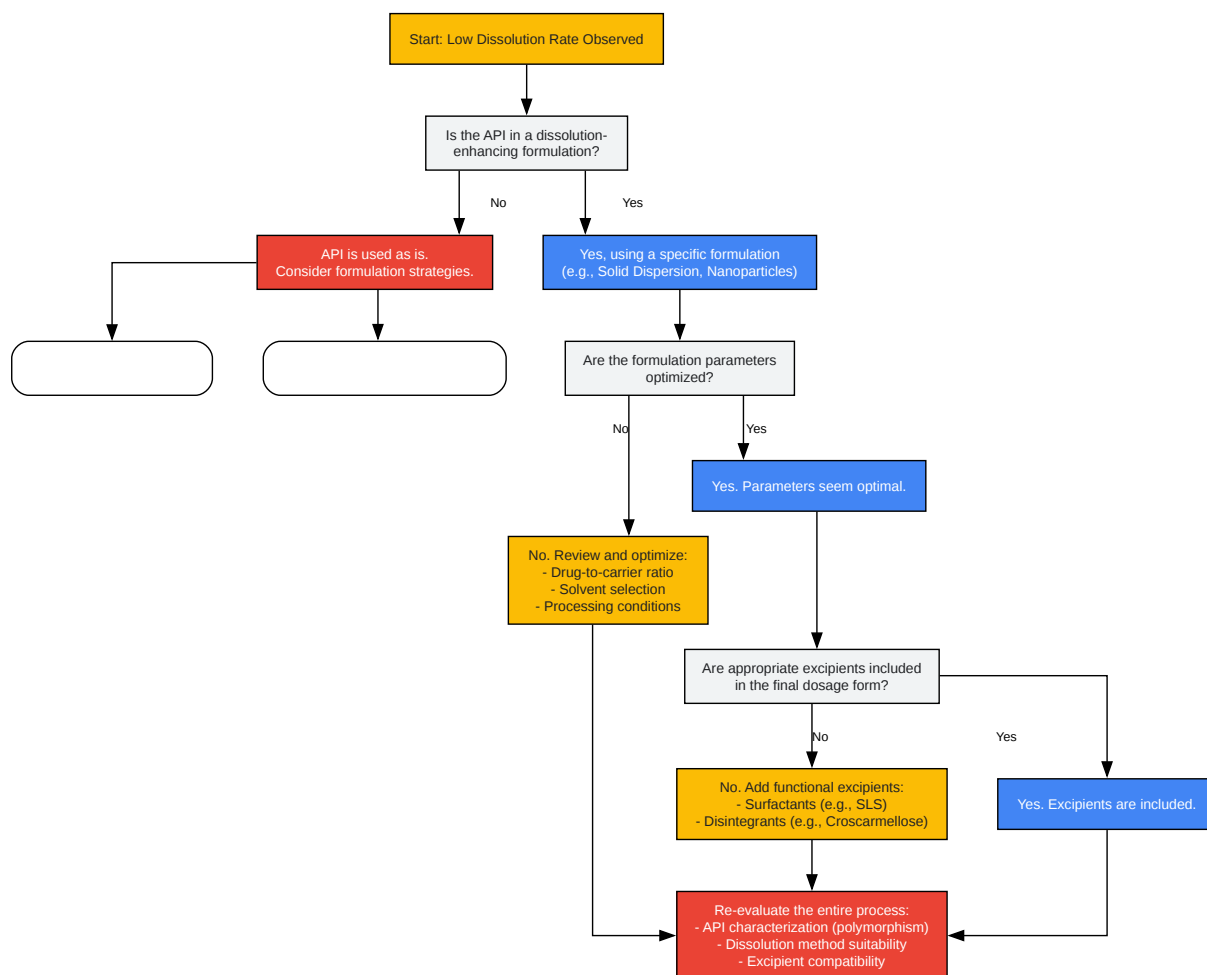 Start: Low Dissolution Rate Observed
Is the API in a dissolution-
enhancing formulation?
No
Yes
API is used as is.
Consider formulation strategies.
Yes, using a specific formulation
(e.g., Solid Dispersion, Nanoparticles)
Are the formulation parameters
optimized?
No
Yes
Yes. Parameters seem optimal.
No. Review and optimize:
- Drug-to-carrier ratio
- Solvent selection
- Processing conditions
Are appropriate excipients included
in the final dosage form?
No
Yes
No. Add functional excipients:
- Surfactants (e.g., SLS)
- Disintegrants (e.g., Croscarmellose)
Yes. Excipients are included.
Re-evaluate the entire process:
- API characterization (polymorphism)
- Dissolution method suitability
- Excipient compatibility